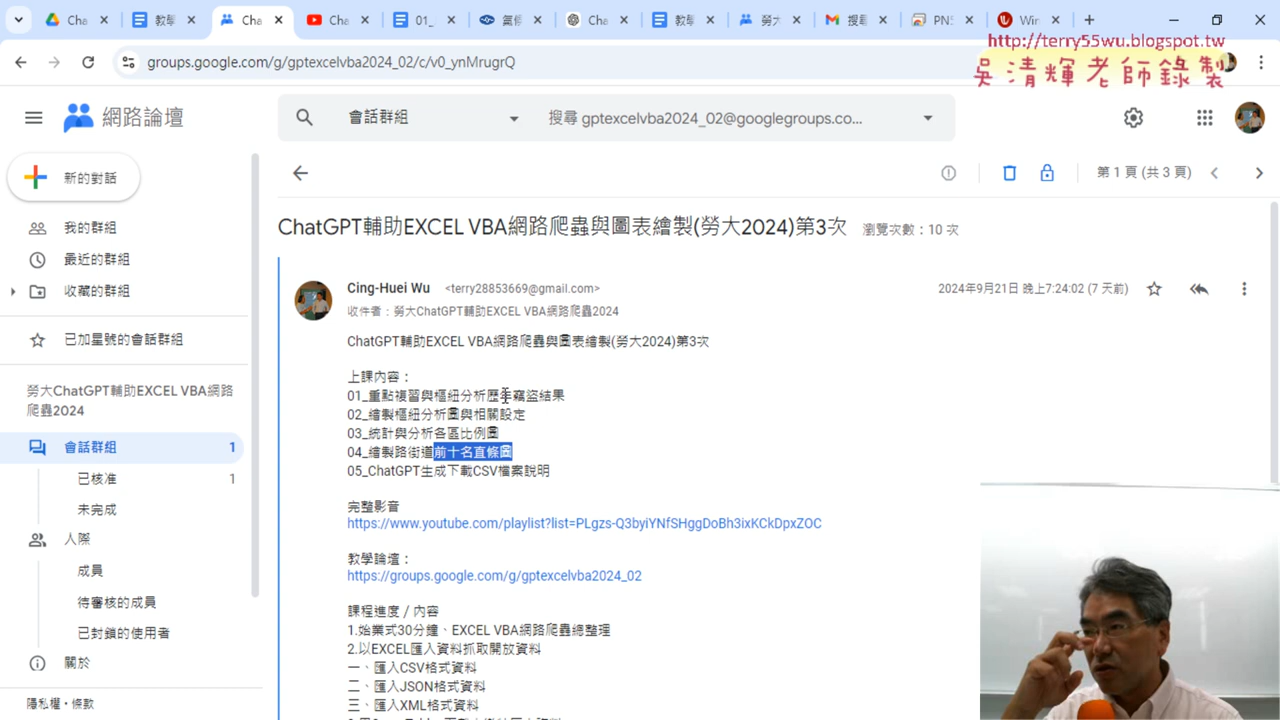 Cha
教學
Cha
Cha
01_
氣候
Cha
教學
勞大
搜尋
PN
Win
http://terry55wu.blogspot.tw
吳清輝老師錄製
groups.google.com/g/gptexcelvba2024_02/c/v0_ynMrugrQ
網路論壇
會話群組
搜尋 gptexcelvba2024_02@googlegroups.co...
新的對話
第 1 頁 (共 3 頁)
我的群組
最近的群組
收藏的群組
已加星號的會話群組
勞大ChatGPT輔助EXCEL VBA網路
爬蟲2024
會話群組 1
已核准 1
未完成
人際
成員
待審核的成員
已封鎖的使用者
關於
隱私權 • 條款
ChatGPT輔助EXCEL VBA網路爬蟲與圖表繪製(勞大2024)第3次 瀏覽次數：10 次
Cing-Huei Wu <terry28853669@gmail.com> 2024年9月21日 晚上7:24:02 (7 天前)
收件者：勞大ChatGPT輔助EXCEL VBA網路爬蟲2024
ChatGPT輔助EXCEL VBA網路爬蟲與圖表繪製(勞大2024)第3次
上課內容：
01_重點複習與樞紐分析歷年竊盜結果
02_繪製樞紐分析圖與相關設定
03_統計與分析各區比例圖
04_繪製路街道前十名直條圖
05_ChatGPT生成下載CSV檔案說明
完整影音
https://www.youtube.com/playlist?list=PLgzs-Q3byiYNfSHggDoBh3ixKCkDpxZOC
教學論壇：
https://groups.google.com/g/gptexcelvba2024_02
課程進度 / 內容
1.始業式30分鐘、EXCEL VBA網路爬蟲總整理
2.以EXCEL匯入資料抓取開放資料
一、匯入CSV格式資料
二、匯入JSON格式資料
三、匯入XML格式資料